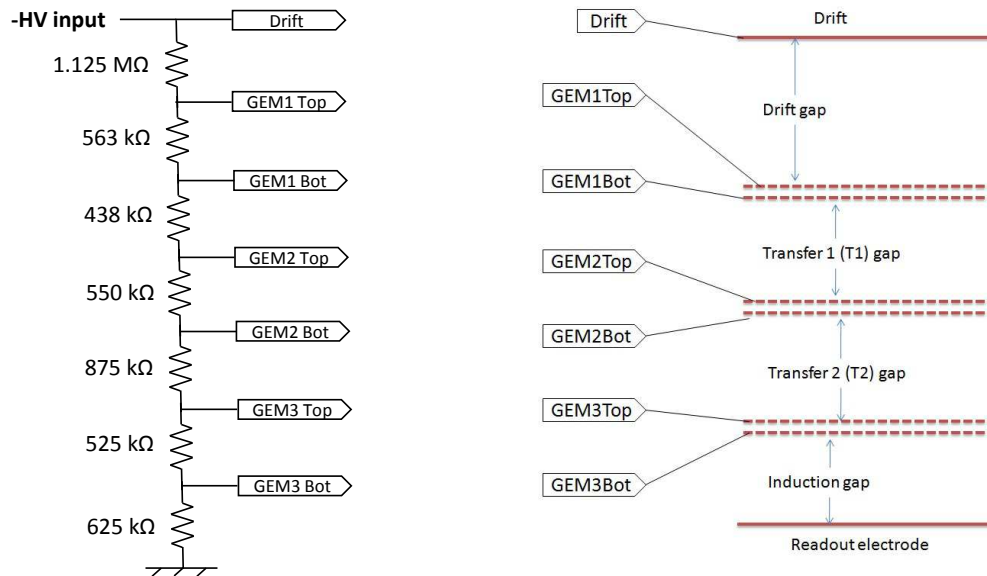 -HV input
Drift
1.125 MΩ
GEM1 Top
563 kΩ
GEM1 Bot
438 kΩ
GEM2 Top
550 kΩ
GEM2 Bot
875 kΩ
GEM3 Top
525 kΩ
GEM3 Bot
625 kΩ
Drift
Drift
GEM1Top
Drift gap
GEM1Bot
Transfer 1 (T1) gap
GEM2Top
GEM2Bot
Transfer 2 (T2) gap
GEM3Top
GEM3Bot
Induction gap
Readout electrode